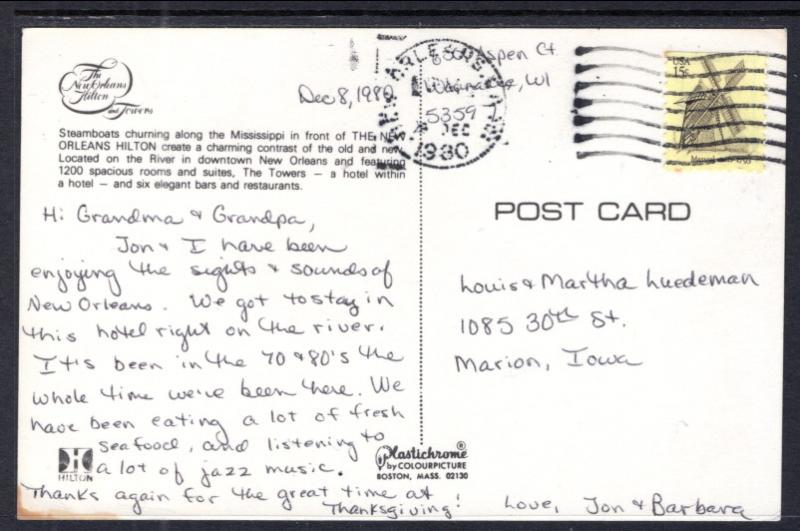 The
New Orleans
Hilton
and Towers
Dec 8, 1980
Aspen Ct
WI
DEC
1980
USA
15c
Steamboats churning along the Mississippi in front of THE NEW
ORLEANS HILTON create a charming contrast of the old and new.
Located on the River in downtown New Orleans and featuring
1200 spacious rooms and suites, The Towers — a hotel within
a hotel — and six elegant bars and restaurants.
POST CARD
Hi Grandma & Grandpa,
Jon & I have been
enjoying the sights & sounds of
New Orleans. We got to stay in
this hotel right on the river.
It's been in the 70 & 80's the
whole time we've been here. We
have been eating a lot of fresh
seafood, and listening to
a lot of jazz music.
Thanks again for the great time at
Thanksgiving!
Love, Jon & Barbara
Louis & Martha Luedeman
1085 30th St.
Marion, Iowa
HILTON
Plastichrome®
by COLOURPICTURE
BOSTON, MASS. 02130